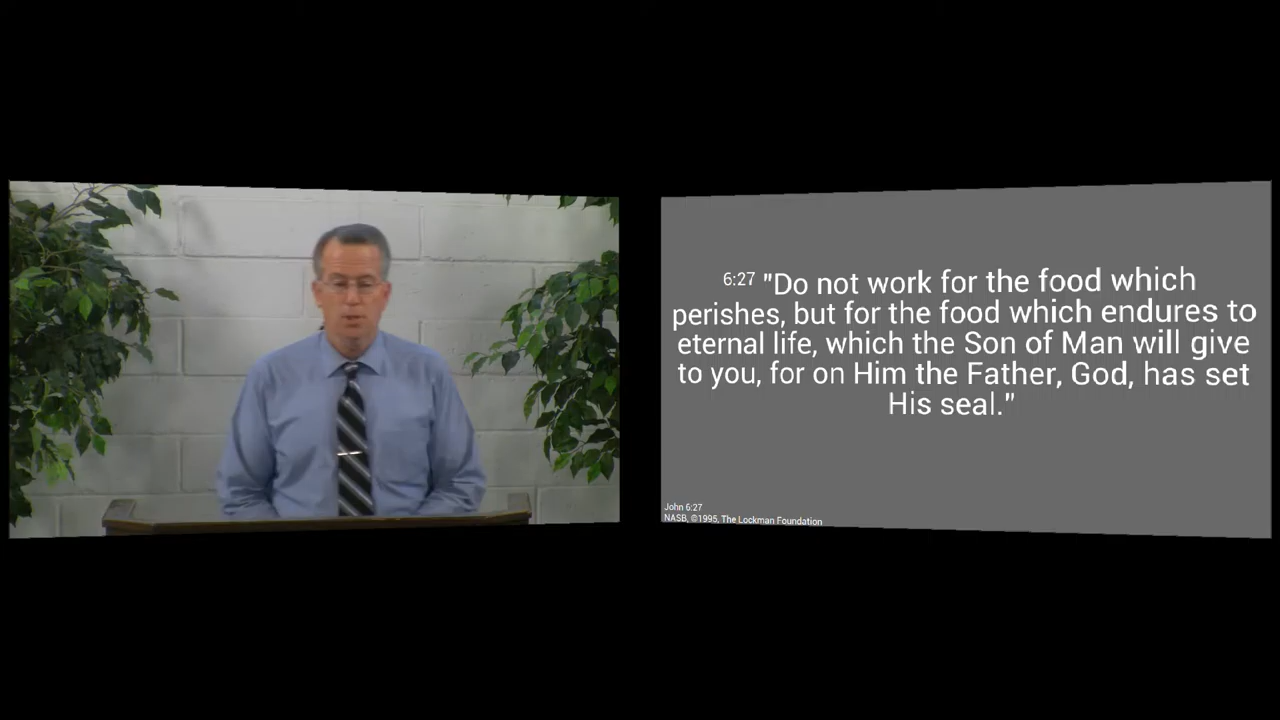 6:27 "Do not work for the food which
perishes, but for the food which endures to
eternal life, which the Son of Man will give
to you, for on Him the Father, God, has set
His seal."
John 6:27
NASB, ©1995, The Lockman Foundation